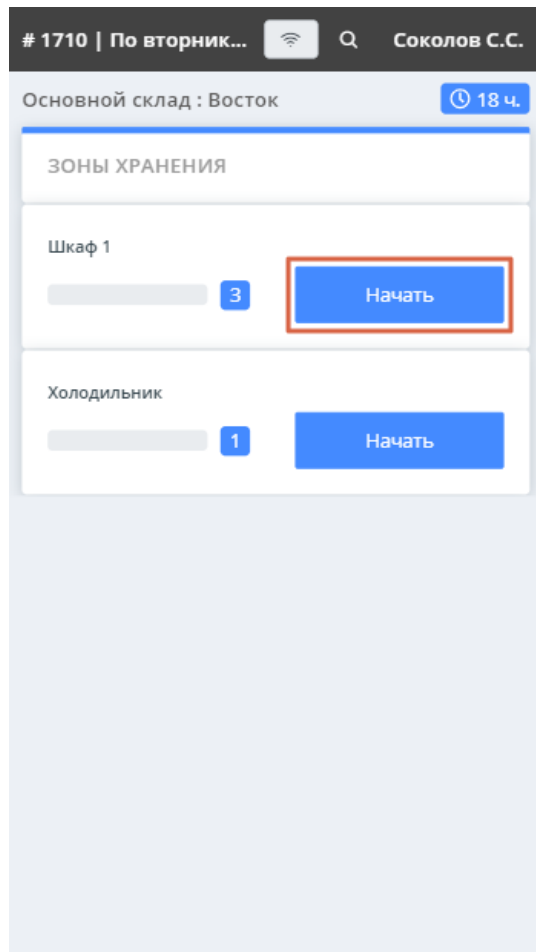 # 1710 | По вторник... Соколов С.С.
Основной склад : Восток 18 ч.
ЗОНЫ ХРАНЕНИЯ
Шкаф 1
3 Начать
Холодильник
1 Начать